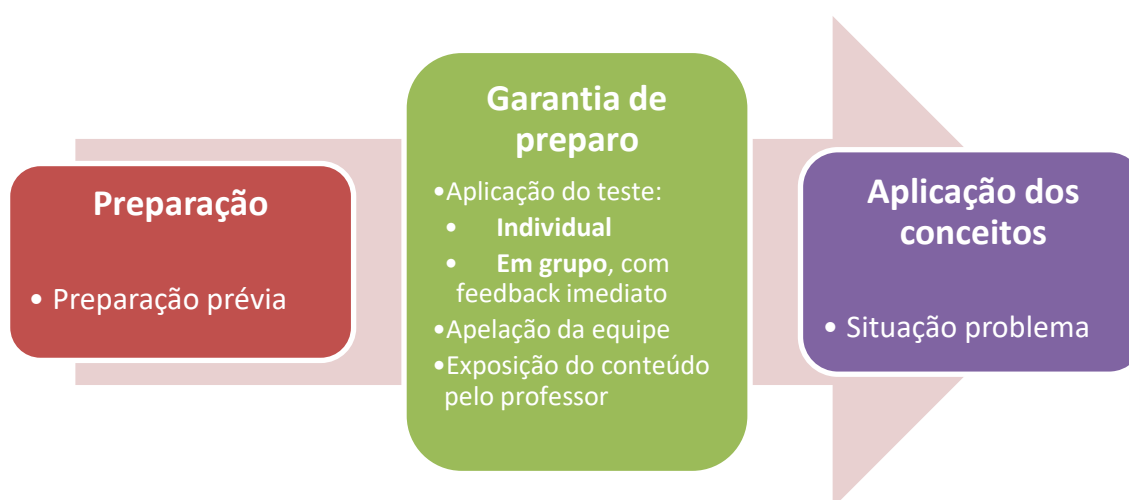 Preparação
• Preparação prévia
Garantia de
preparo
•Aplicação do teste:
• Individual
• Em grupo, com
feedback imediato
•Apelação da equipe
•Exposição do conteúdo
pelo professor
Aplicação dos
conceitos
• Situação problema